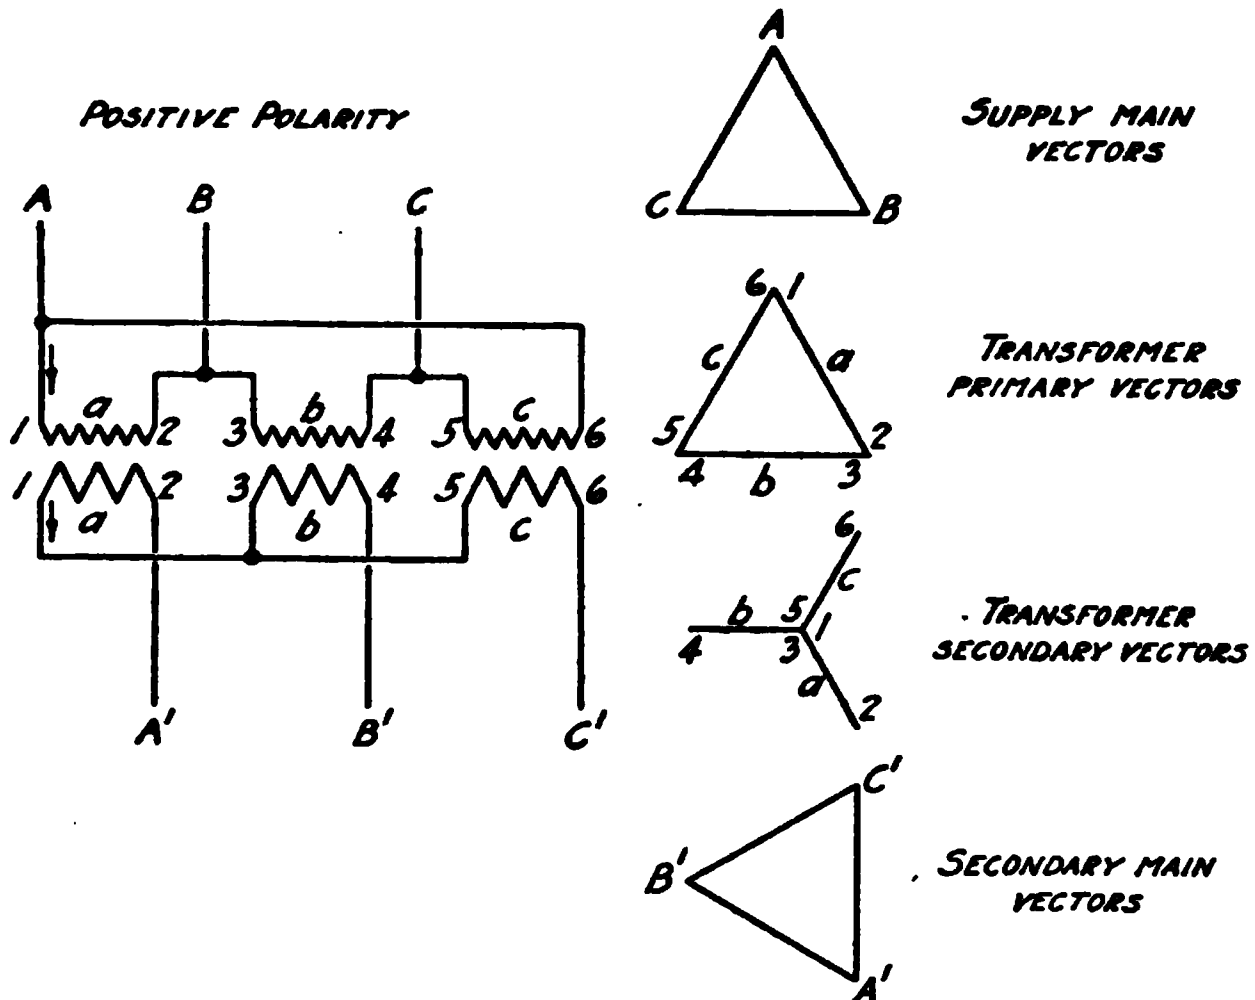 POSITIVE POLARITY
A B C
1 a 2 3 b 4 5 c 6
1 a 2 3 b 4 5 c 6
A' B' C'
A
C B
SUPPLY MAIN
VECTORS
6 1
c a
5 2
4 b 3
TRANSFORMER
PRIMARY VECTORS
6
c
b 5 1
4 3
a
2
TRANSFORMER
SECONDARY VECTORS
C'
B'
A'
SECONDARY MAIN
VECTORS